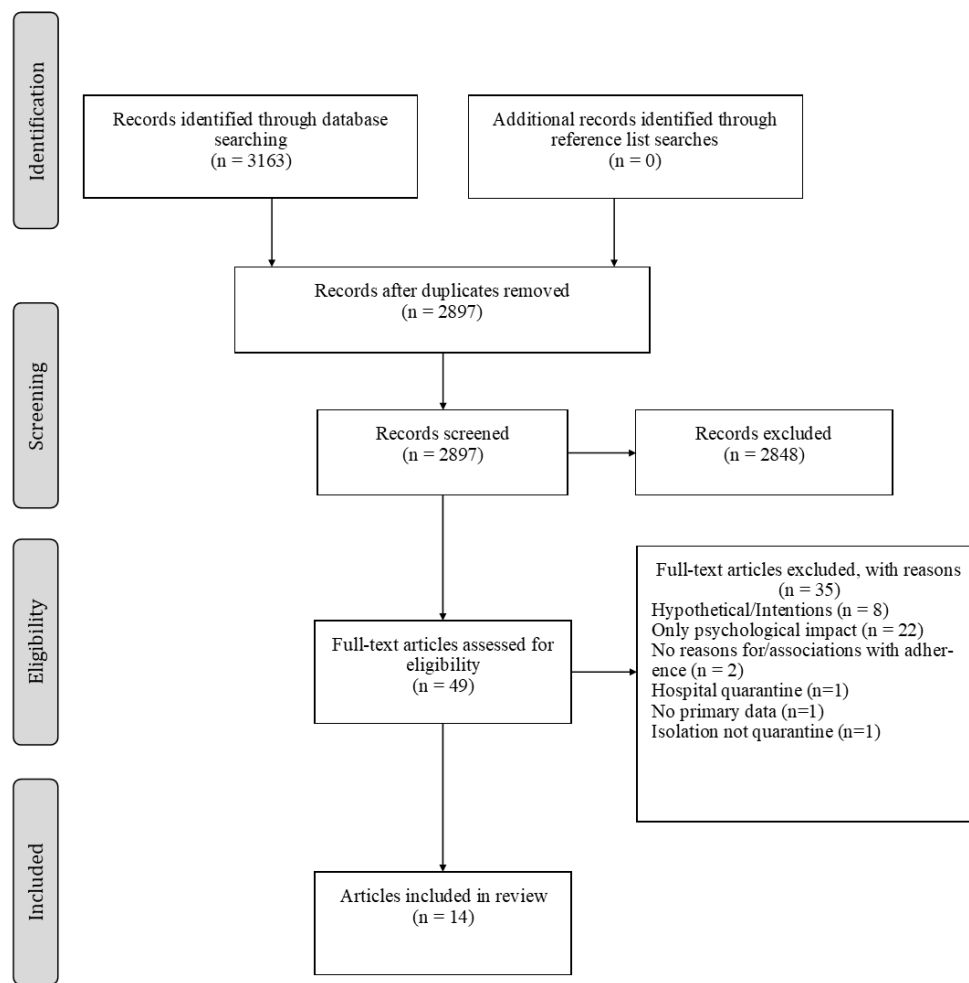 Identification
Records identified through database
searching
(n = 3163)
Additional records identified through
reference list searches
(n = 0)
Records after duplicates removed
(n = 2897)
Screening
Records screened
(n = 2897)
Records excluded
(n = 2848)
Eligibility
Full-text articles assessed for
eligibility
(n = 49)
Full-text articles excluded, with reasons
(n = 35)
Hypothetical/Intentions (n = 8)
Only psychological impact (n = 22)
No reasons for/associations with adher-
ence (n = 2)
Hospital quarantine (n=1)
No primary data (n=1)
Isolation not quarantine (n=1)
Included
Articles included in review
(n = 14)